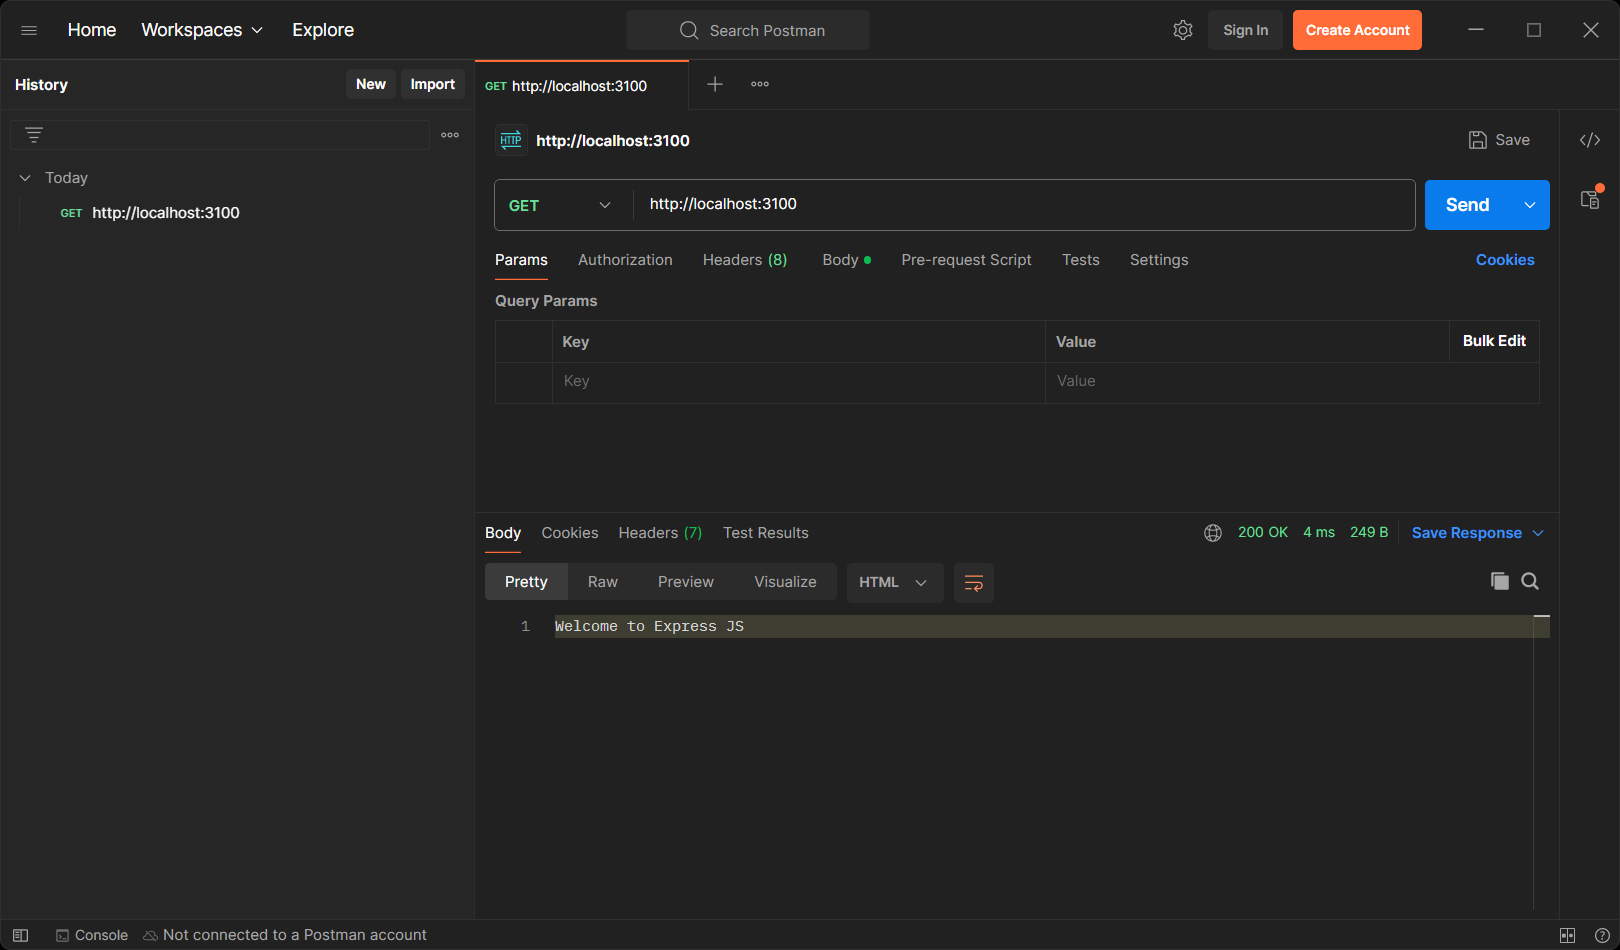 Home Workspaces Explore Search Postman Sign In Create Account
History New Import GET http://localhost:3100
Today
GET http://localhost:3100
HTTP http://localhost:3100 Save
GET http://localhost:3100 Send
Params Authorization Headers (8) Body Pre-request Script Tests Settings Cookies
Query Params
Key Value Bulk Edit
Key Value
Body Cookies Headers (7) Test Results 200 OK 4 ms 249 B Save Response
Pretty Raw Preview Visualize HTML
1 Welcome to Express JS
Console Not connected to a Postman account